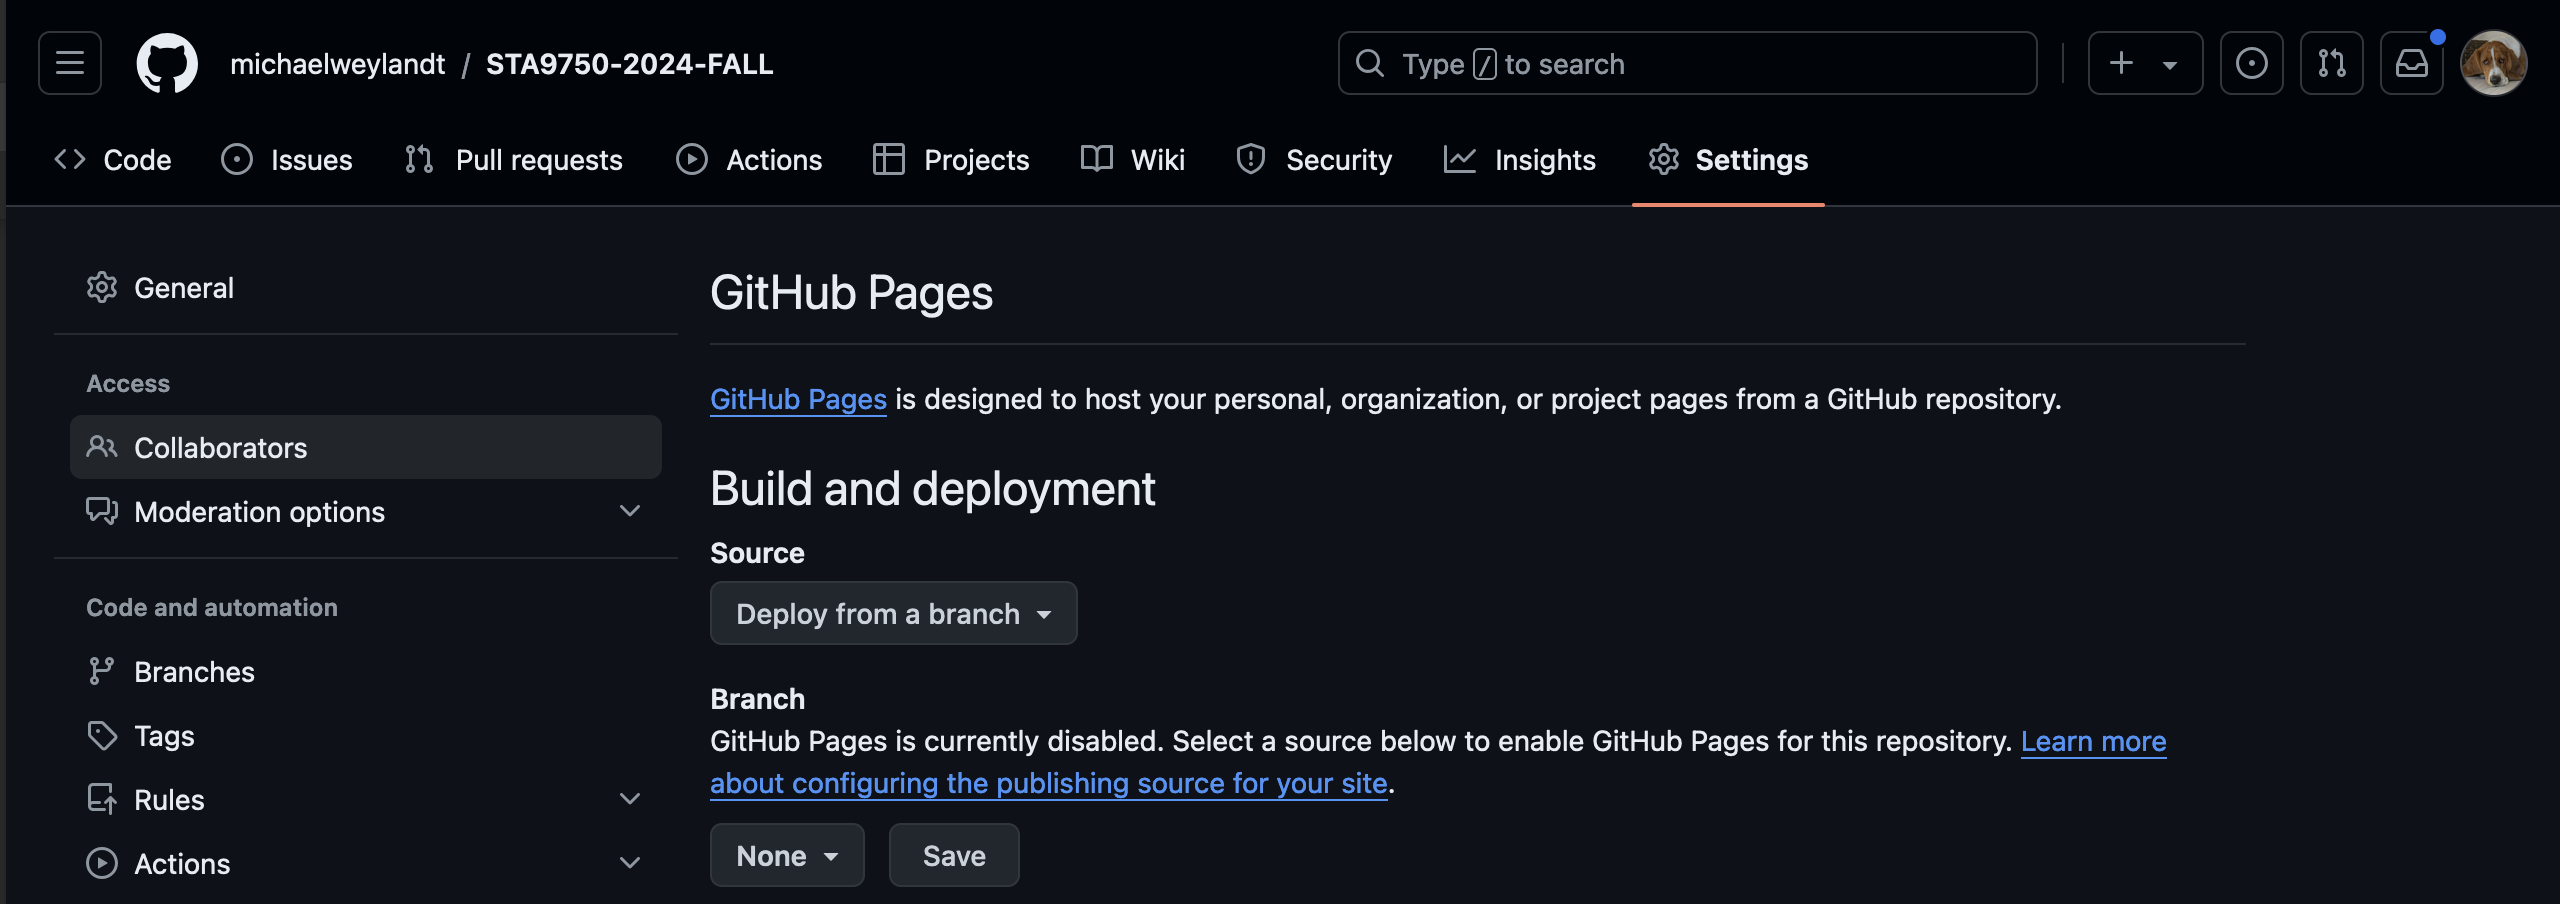 michaelweylandt / STA9750-2024-FALL
Type / to search
Code Issues Pull requests Actions Projects Wiki Security Insights Settings
General
Access
Collaborators
Moderation options
Code and automation
Branches
Tags
Rules
Actions
GitHub Pages
GitHub Pages is designed to host your personal, organization, or project pages from a GitHub repository.
Build and deployment
Source
Deploy from a branch
Branch
GitHub Pages is currently disabled. Select a source below to enable GitHub Pages for this repository. Learn more
about configuring the publishing source for your site.
None Save